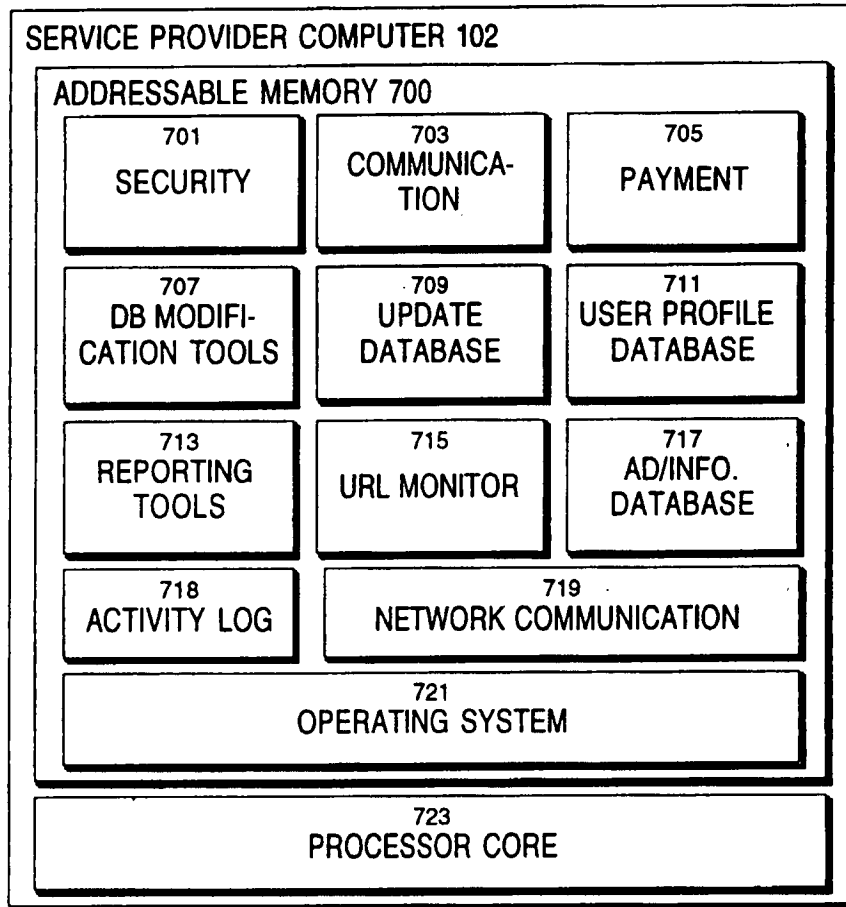 SERVICE PROVIDER COMPUTER 102
ADDRESSABLE MEMORY 700
701
SECURITY
703
COMMUNICA-
TION
705
PAYMENT
707
DB MODIFI-
CATION TOOLS
709
UPDATE
DATABASE
711
USER PROFILE
DATABASE
713
REPORTING
TOOLS
715
URL MONITOR
717
AD/INFO.
DATABASE
718
ACTIVITY LOG
719
NETWORK COMMUNICATION
721
OPERATING SYSTEM
723
PROCESSOR CORE